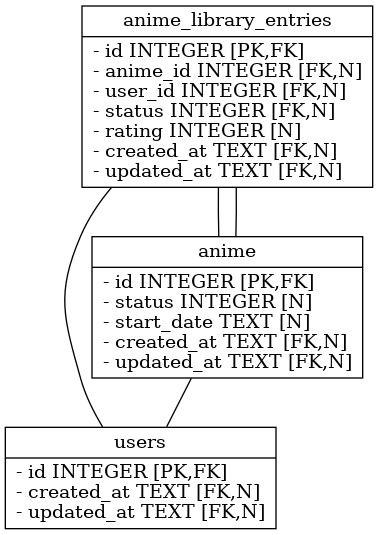 anime_library_entries
- id INTEGER [PK,FK]
- anime_id INTEGER [FK,N]
- user_id INTEGER [FK,N]
- status INTEGER [FK,N]
- rating INTEGER [N]
- created_at TEXT [FK,N]
- updated_at TEXT [FK,N]
anime
- id INTEGER [PK,FK]
- status INTEGER [N]
- start_date TEXT [N]
- created_at TEXT [FK,N]
- updated_at TEXT [FK,N]
users
- id INTEGER [PK,FK]
- created_at TEXT [FK,N]
- updated_at TEXT [FK,N]